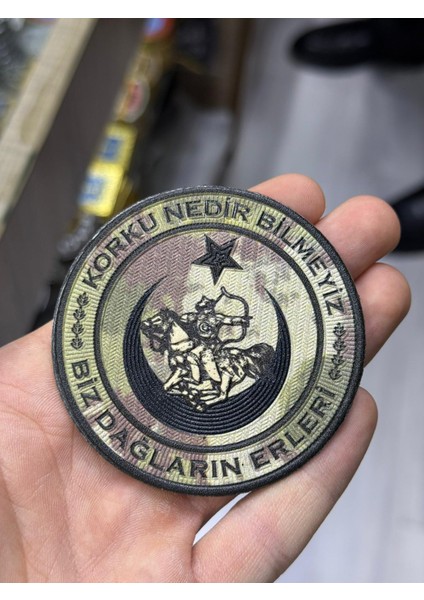 KORKU NEDİR BİLMEYİZ
BİZ DAĞLARIN ERLERİ